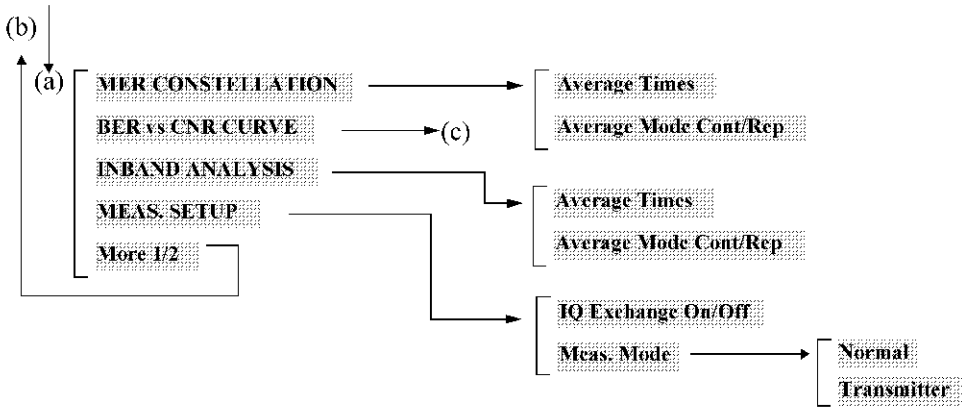 (b)
(a)
MER CONSTELLATION
BER vs CNR CURVE
(c)
INBAND ANALYSIS
MEAS. SETUP
More 1/2
Average Times
Average Mode Cont/Rep
Average Times
Average Mode Cont/Rep
IQ Exchange On/Off
Meas. Mode
Normal
Transmitter